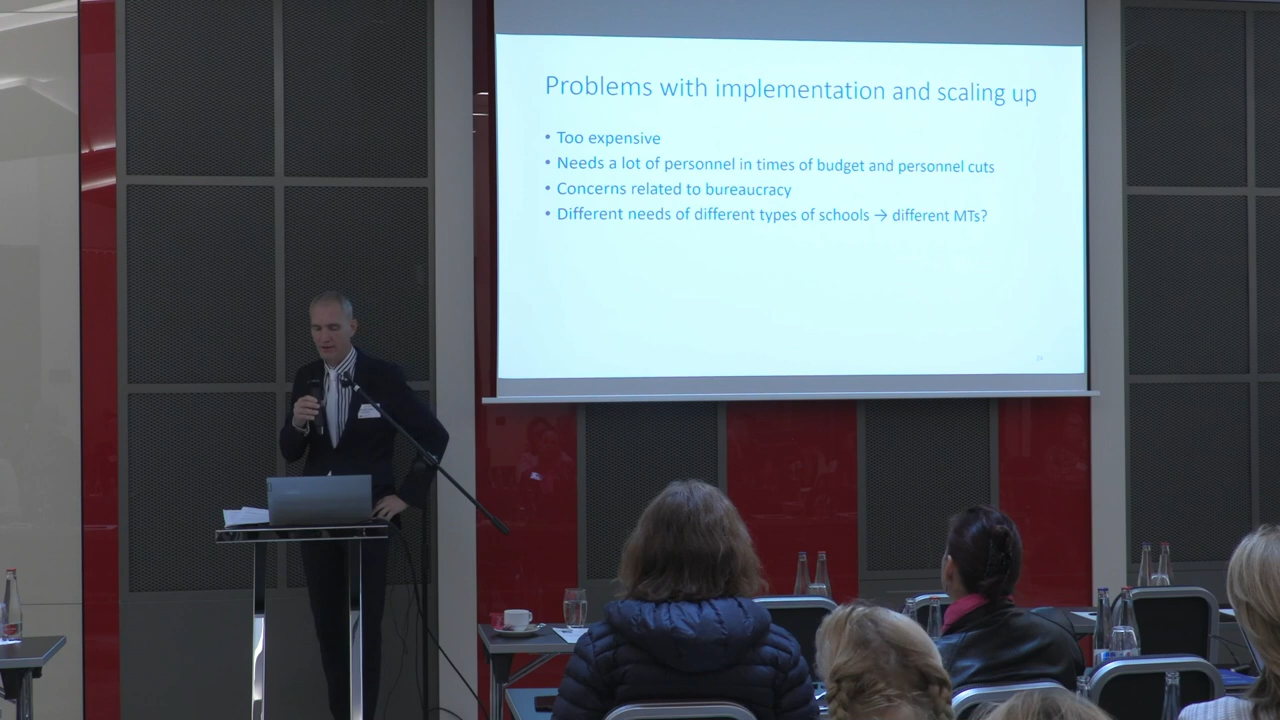 Problems with implementation and scaling up
• Too expensive
• Needs a lot of personnel in times of budget and personnel cuts
• Concerns related to bureaucracy
• Different needs of different types of schools → different MTs?